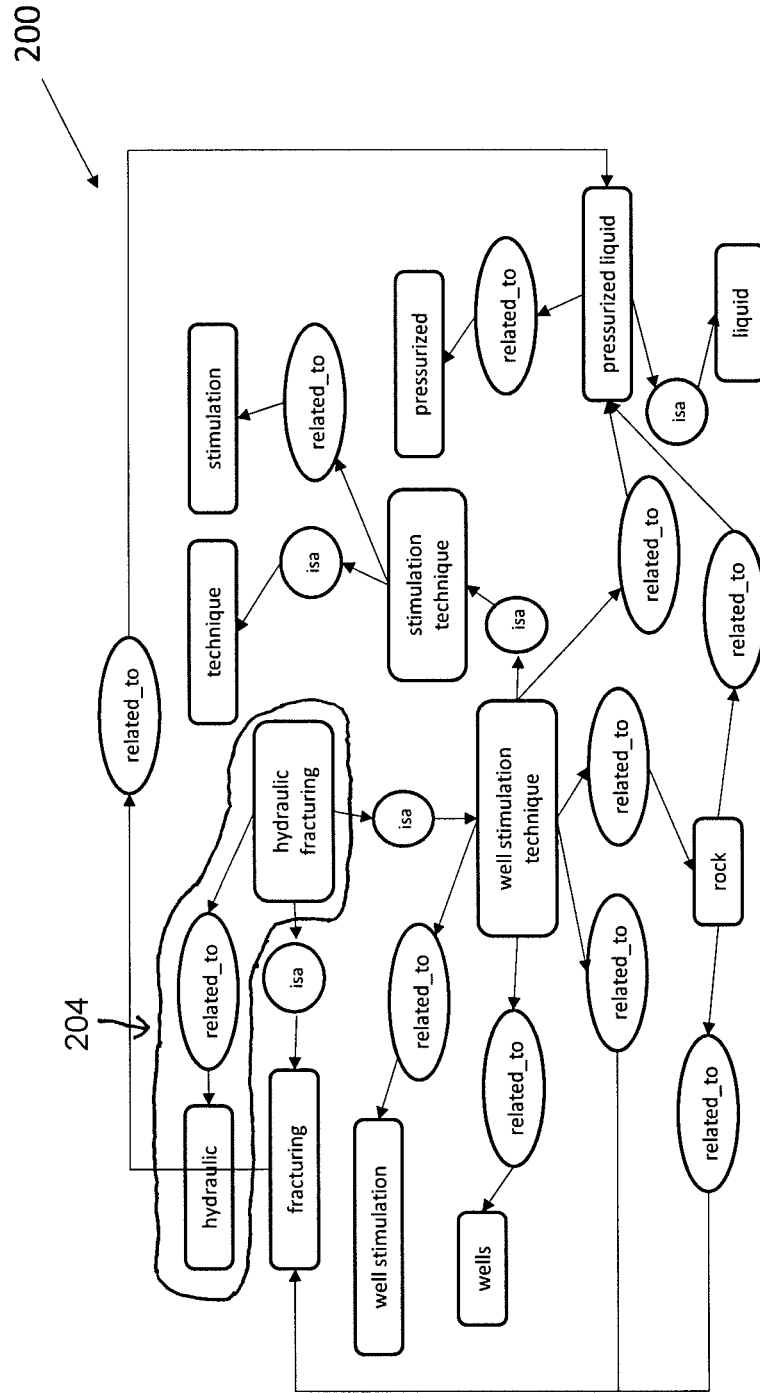 200
204
related_to
hydraulic
related_to
hydraulic
fracturing
technique
stimulation
fracturing
isa
isa
related_to
isa
stimulation
technique
pressurized
well stimulation
related_to
isa
related_to
wells
related_to
well stimulation
technique
related_to
related_to
related_to
pressurized liquid
isa
related_to
rock
related_to
liquid